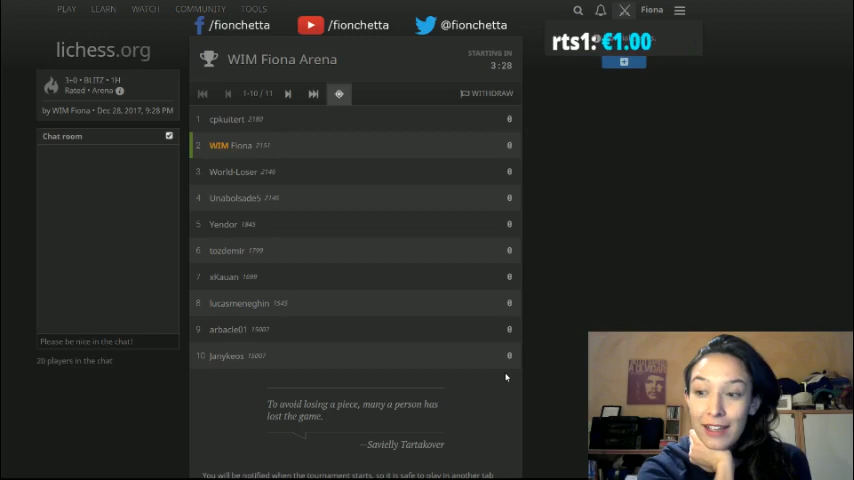 PLAY LEARN WATCH COMMUNITY TOOLS Fiona
/fionchetta /fionchetta @fionchetta
rts1: €1.00
lichess.org
WIM Fiona Arena
STARTING IN
3:28
3+0 • BLITZ • 1H
Rated • Arena
by WIM Fiona • Dec 28, 2017, 9:28 PM
1-10 / 11
WITHDRAW
Chat room
1 cpkuitert 2180 0
2 WIM Fiona 2151 0
3 World-Loser 2146 0
4 Unabolsade5 2146 0
5 Yendor 1845 0
6 tozdemir 1799 0
7 xKauan 1699 0
8 lucasmeneghin 1545 0
9 arbacle01 1500? 0
10 Janykeos 1500? 0
Please be nice in the chat!
20 players in the chat
To avoid losing a piece, many a person has
lost the game.
—Savielly Tartakover
You will be notified when the tournament starts, so it is safe to play in another tab